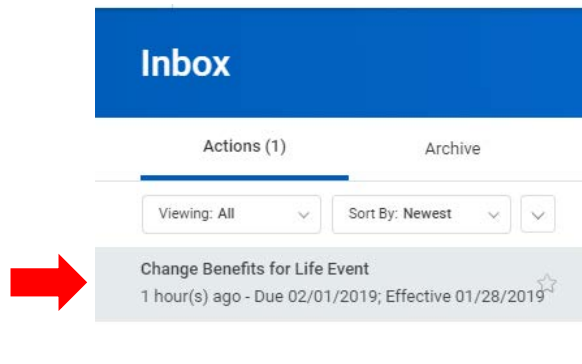 Inbox
Actions (1)
Archive
Viewing: All
Sort By: Newest
Change Benefits for Life Event
1 hour(s) ago - Due 02/01/2019; Effective 01/28/2019